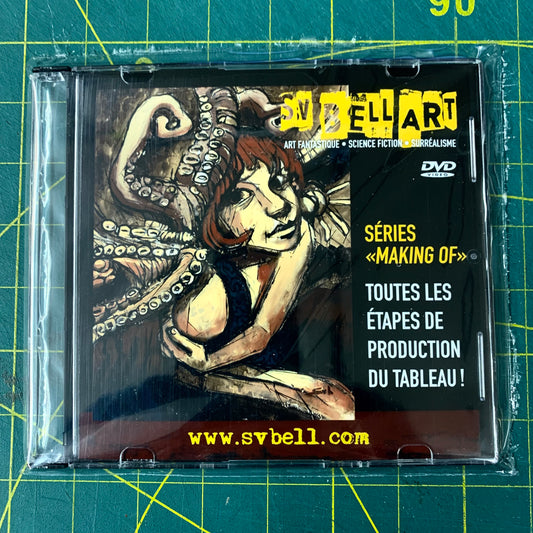 90
SV BELL ART
ART FANTASTIQUE • SCIENCE FICTION • SURRÉALISME
DVD
VIDEO
SÉRIES
«MAKING OF»
TOUTES LES
ÉTAPES DE
PRODUCTION
DU TABLEAU !
www.svbell.com